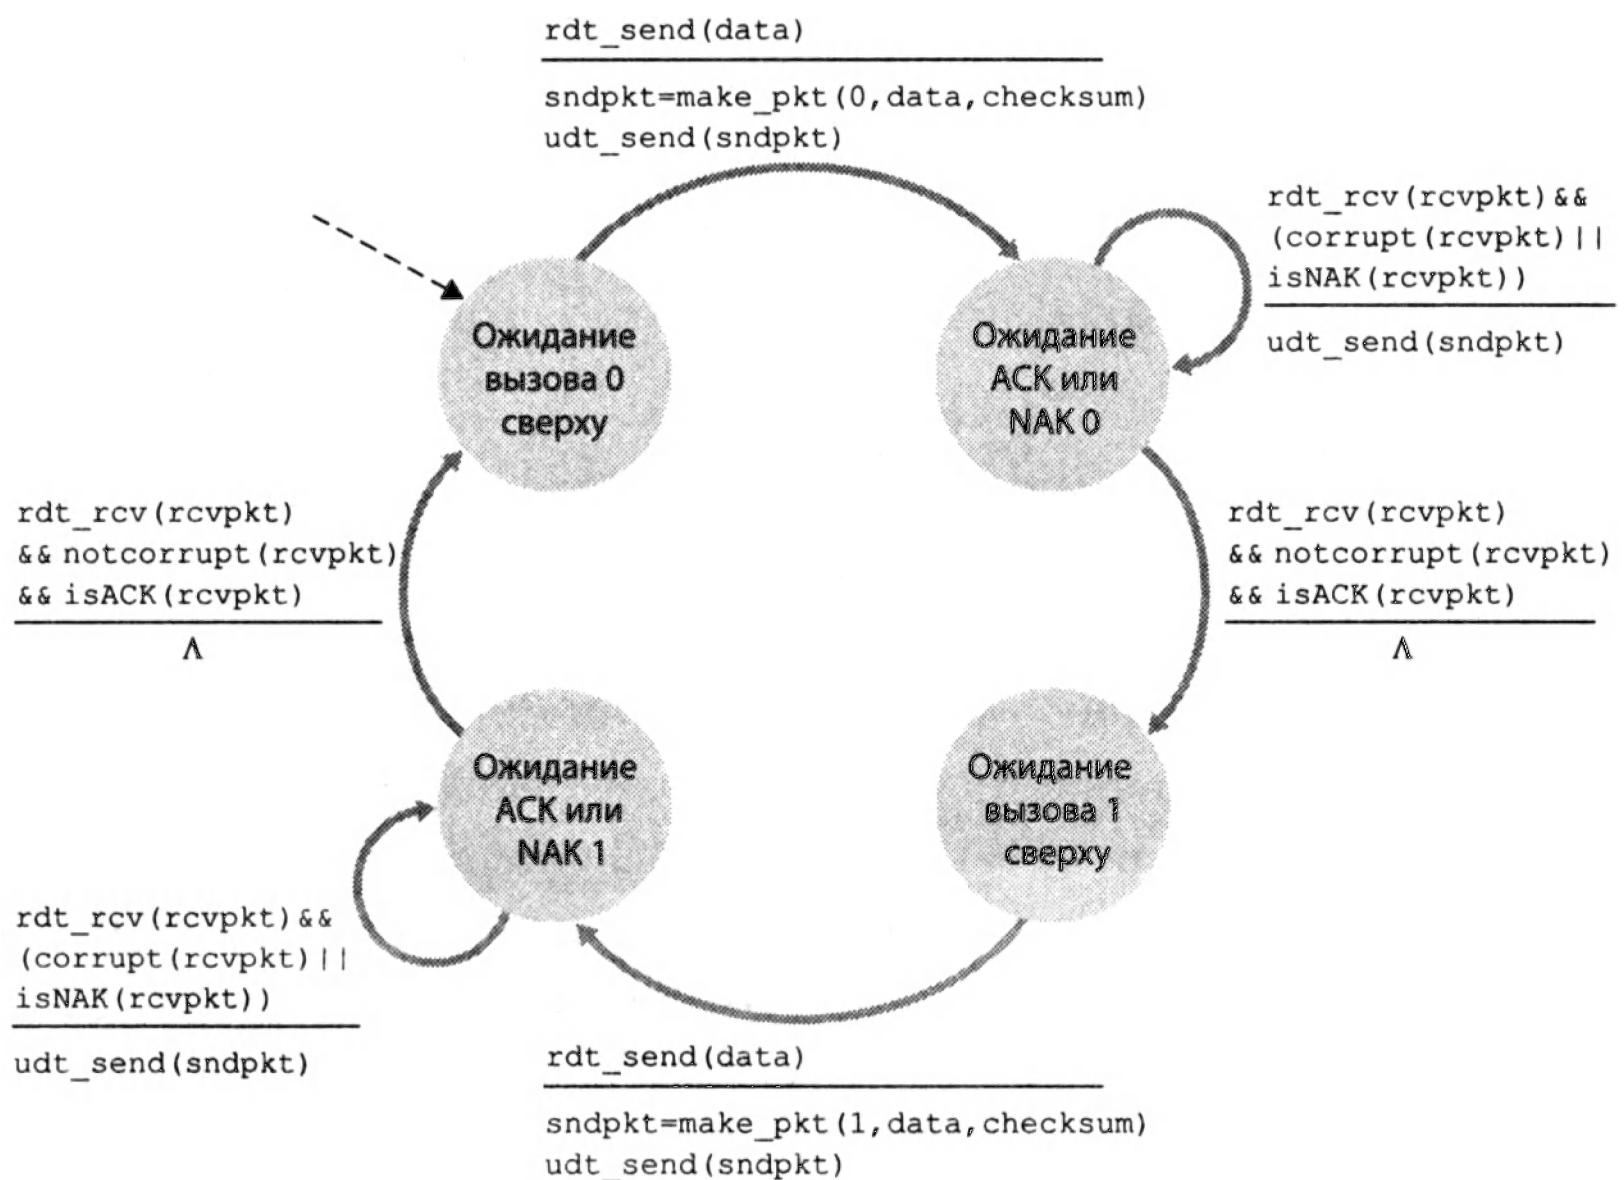 rdt_send(data)
sndpkt=make_pkt(0,data,checksum)
udt_send(sndpkt)
rdt_rcv(rcvpkt)&&
(corrupt(rcvpkt)||
isNAK(rcvpkt))
udt_send(sndpkt)
Ожидание
вызова 0
сверху
Ожидание
ACK или
NAK 0
rdt_rcv(rcvpkt)
&& notcorrupt(rcvpkt)
&& isACK(rcvpkt)
Λ
rdt_rcv(rcvpkt)
&& notcorrupt(rcvpkt)
&& isACK(rcvpkt)
Λ
Ожидание
ACK или
NAK 1
Ожидание
вызова 1
сверху
rdt_rcv(rcvpkt)&&
(corrupt(rcvpkt)||
isNAK(rcvpkt))
udt_send(sndpkt)
rdt_send(data)
sndpkt=make_pkt(1,data,checksum)
udt_send(sndpkt)